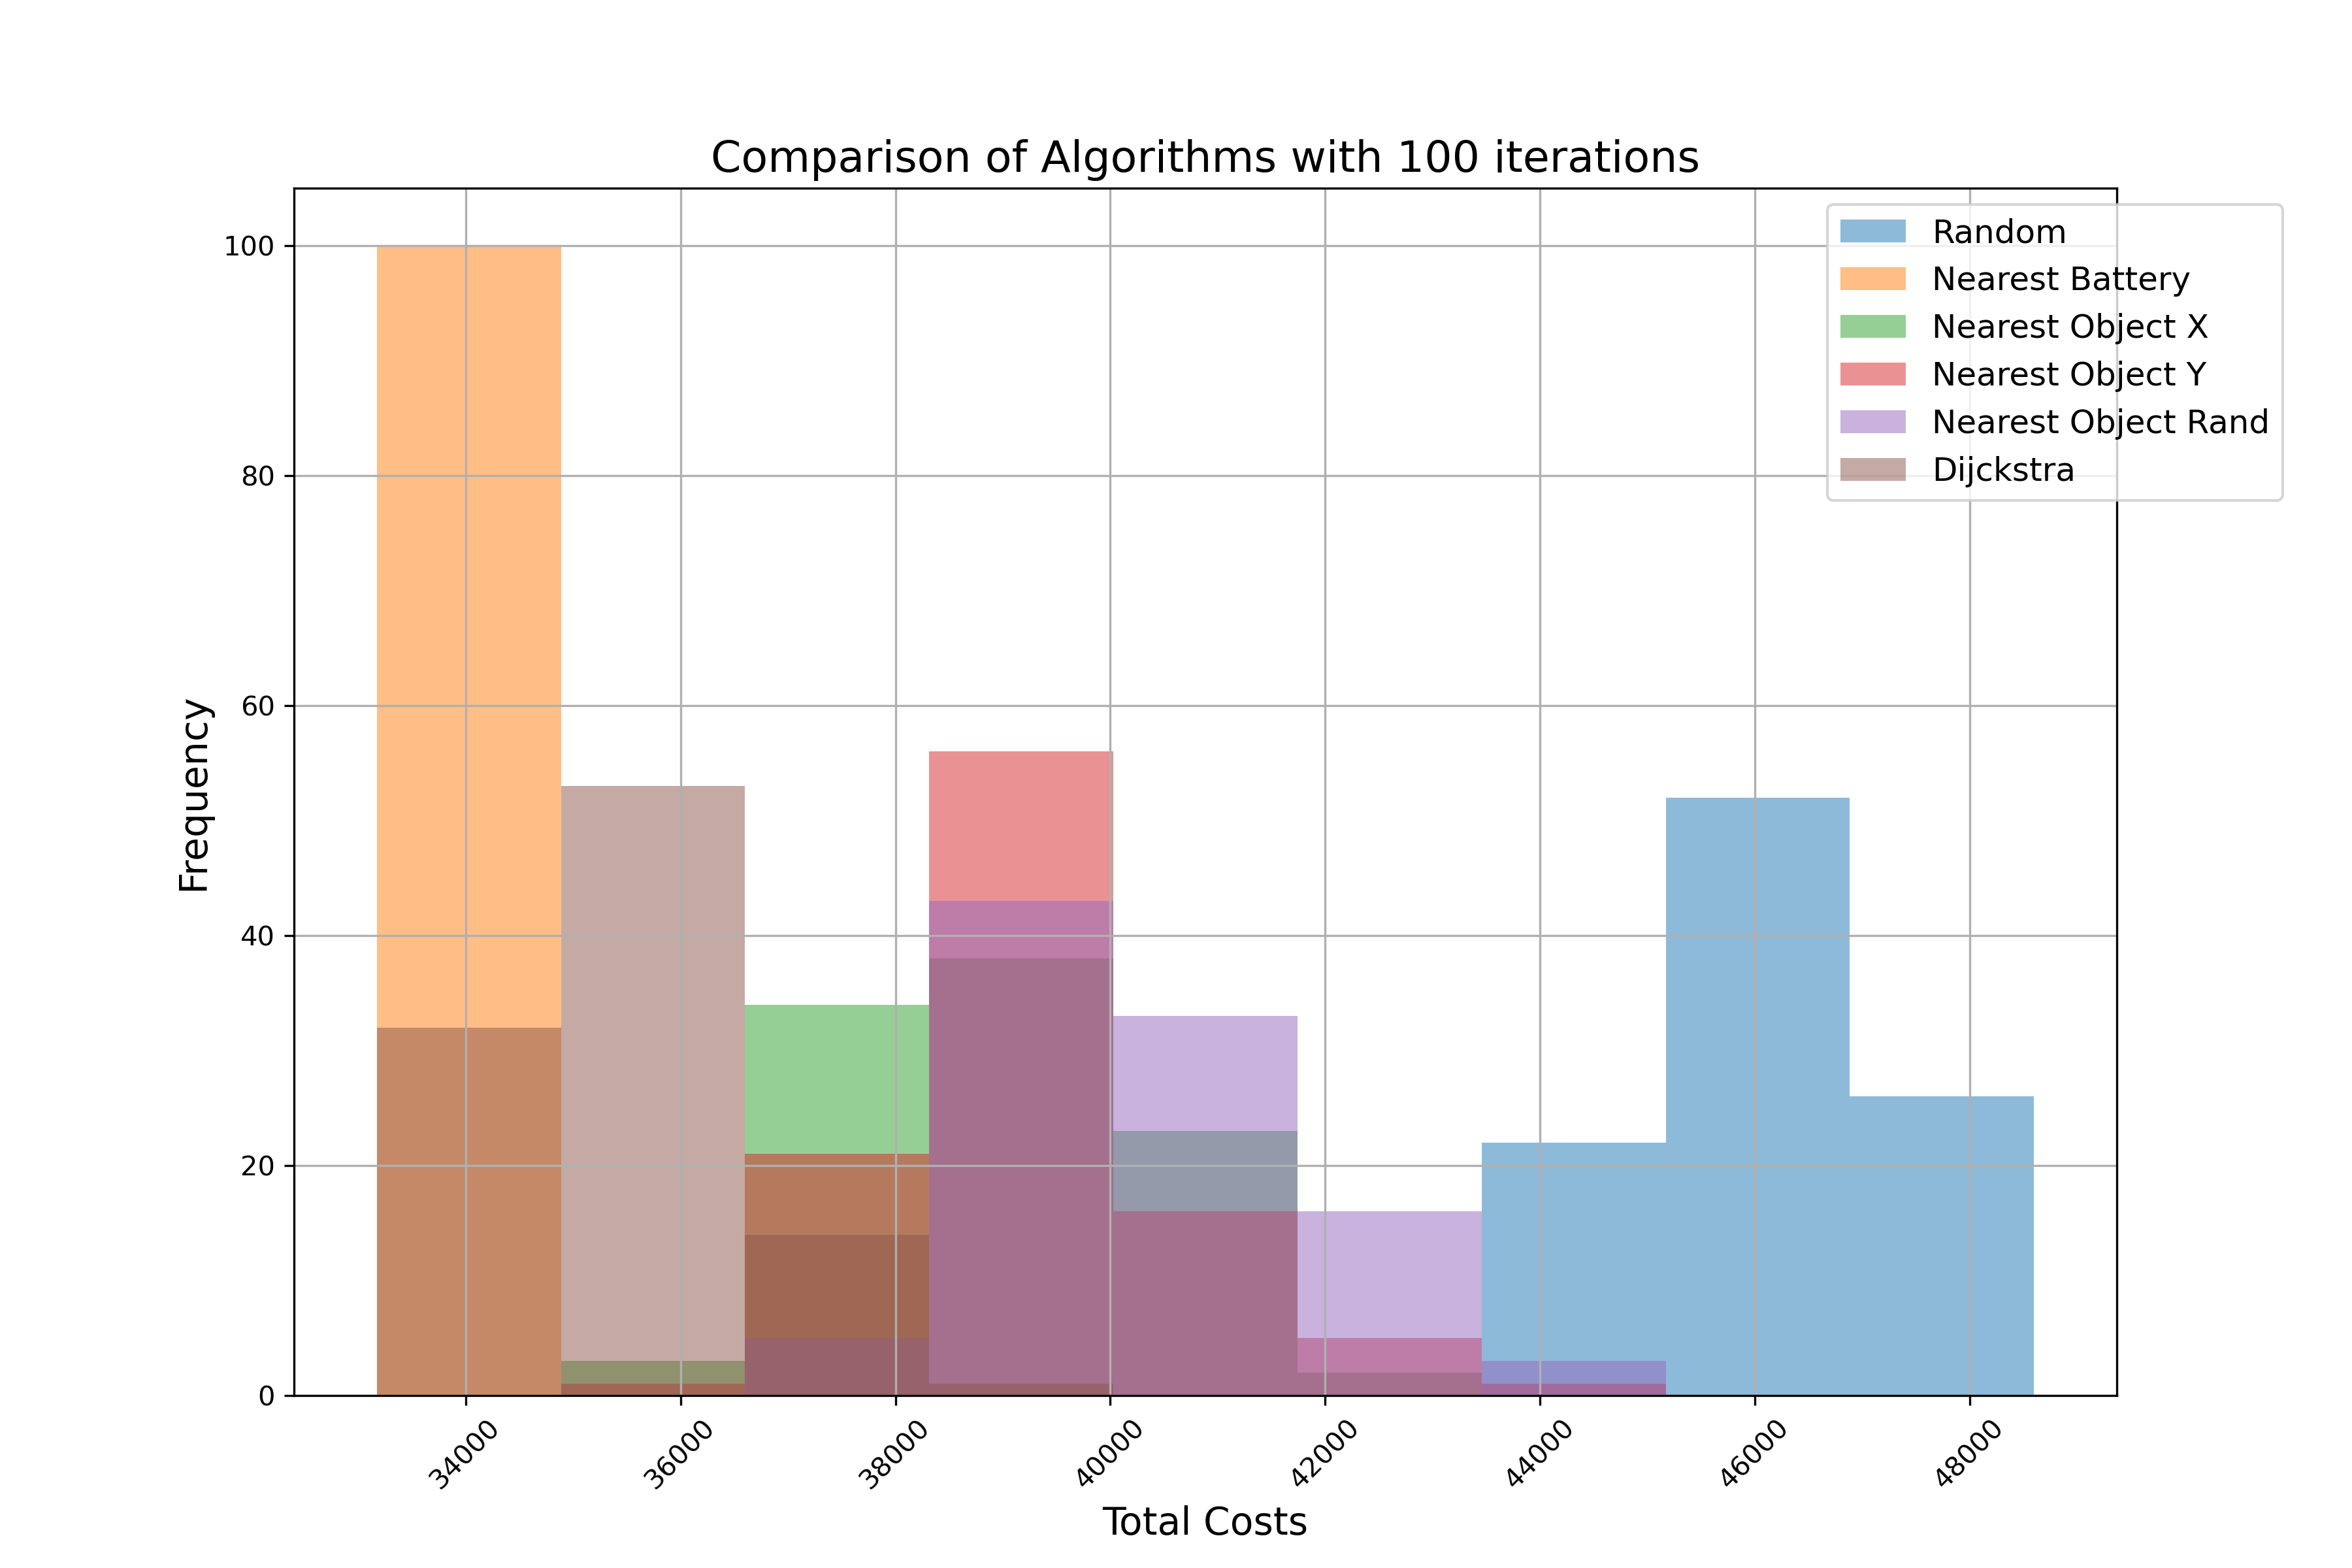 Comparison of Algorithms with 100 iterations
100
80
60
40
20
0
Frequency
Random
Nearest Battery
Nearest Object X
Nearest Object Y
Nearest Object Rand
Dijckstra
34000
36000
38000
40000
42000
44000
46000
48000
Total Costs